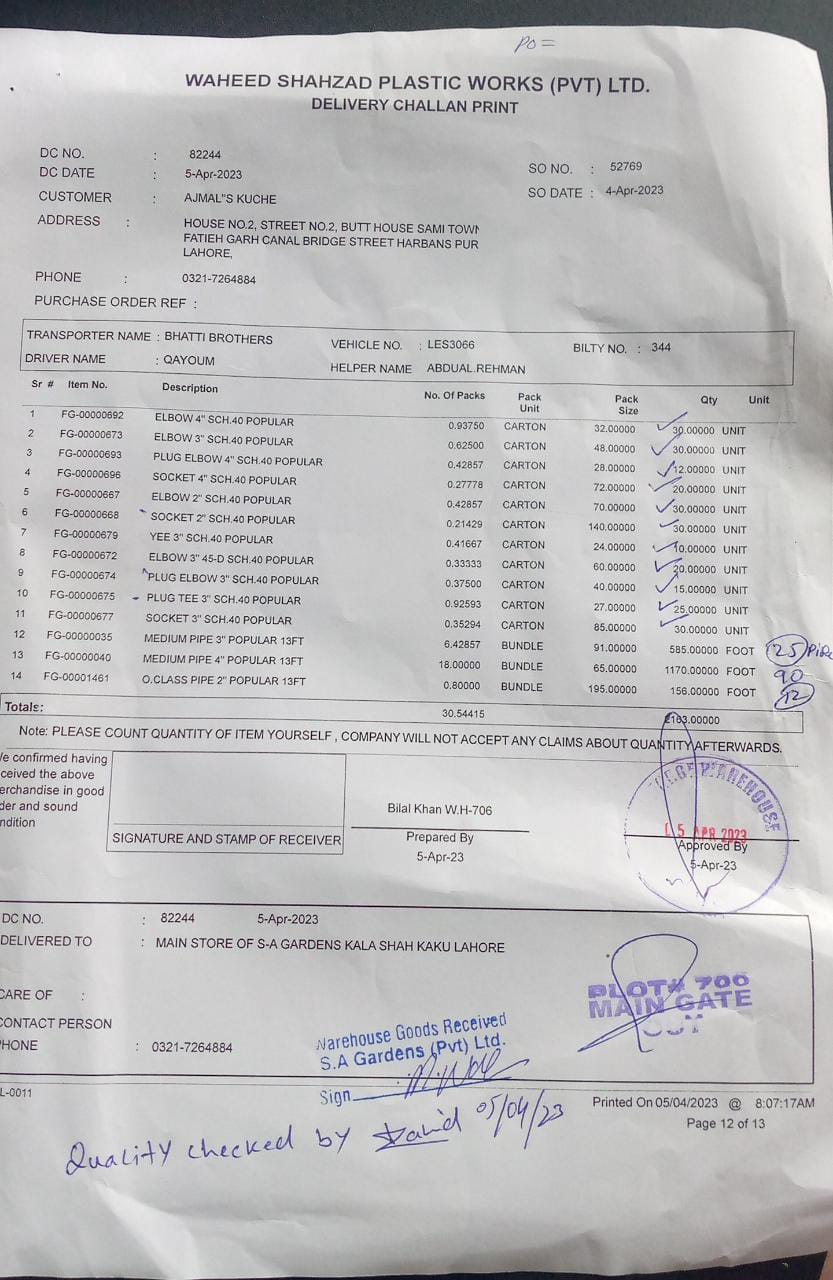 PO =
WAHEED SHAHZAD PLASTIC WORKS (PVT) LTD.
DELIVERY CHALLAN PRINT
DC NO. : 82244 SO NO. : 52769
DC DATE : 5-Apr-2023 SO DATE : 4-Apr-2023
CUSTOMER : AJMAL"S KUCHE
ADDRESS : HOUSE NO.2, STREET NO.2, BUTT HOUSE SAMI TOWN
FATIEH GARH CANAL BRIDGE STREET HARBANS PUR
LAHORE,
PHONE : 0321-7264884
PURCHASE ORDER REF :
TRANSPORTER NAME : BHATTI BROTHERS VEHICLE NO. : LES3066 BILTY NO. : 344
DRIVER NAME : QAYOUM HELPER NAME ABDUAL.REHMAN
Sr # Item No. Description No. Of Packs Pack Unit Pack Size Qty Unit
1 FG-00000692 ELBOW 4" SCH.40 POPULAR 0.93750 CARTON 32.00000 30.00000 UNIT
2 FG-00000673 ELBOW 3" SCH.40 POPULAR 0.62500 CARTON 48.00000 30.00000 UNIT
3 FG-00000693 PLUG ELBOW 4" SCH.40 POPULAR 0.42857 CARTON 28.00000 12.00000 UNIT
4 FG-00000696 SOCKET 4" SCH.40 POPULAR 0.27778 CARTON 72.00000 20.00000 UNIT
5 FG-00000667 ELBOW 2" SCH.40 POPULAR 0.42857 CARTON 70.00000 30.00000 UNIT
6 FG-00000668 SOCKET 2" SCH.40 POPULAR 0.21429 CARTON 140.00000 30.00000 UNIT
7 FG-00000679 YEE 3" SCH.40 POPULAR 0.41667 CARTON 24.00000 10.00000 UNIT
8 FG-00000672 ELBOW 3" 45-D SCH.40 POPULAR 0.33333 CARTON 60.00000 20.00000 UNIT
9 FG-00000674 PLUG ELBOW 3" SCH.40 POPULAR 0.37500 CARTON 40.00000 15.00000 UNIT
10 FG-00000675 PLUG TEE 3" SCH.40 POPULAR 0.92593 CARTON 27.00000 25.00000 UNIT
11 FG-00000677 SOCKET 3" SCH.40 POPULAR 0.35294 CARTON 85.00000 30.00000 UNIT
12 FG-00000035 MEDIUM PIPE 3" POPULAR 13FT 6.42857 BUNDLE 91.00000 585.00000 FOOT 25
13 FG-00000040 MEDIUM PIPE 4" POPULAR 13FT 18.00000 BUNDLE 65.00000 1170.00000 FOOT 90
14 FG-00001461 O.CLASS PIPE 2" POPULAR 13FT 0.80000 BUNDLE 195.00000 156.00000 FOOT 12
Totals: 30.54415 2163.00000
Note: PLEASE COUNT QUANTITY OF ITEM YOURSELF , COMPANY WILL NOT ACCEPT ANY CLAIMS ABOUT QUANTITY AFTERWARDS.
e confirmed having
ceived the above
erchandise in good
der and sound
ndition
SIGNATURE AND STAMP OF RECEIVER
Bilal Khan W.H-706
Prepared By
5-Apr-23
WAREHOUSE
5 APR 2023
Approved By
5-Apr-23
DC NO. : 82244 5-Apr-2023
DELIVERED TO : MAIN STORE OF S-A GARDENS KALA SHAH KAKU LAHORE
CARE OF :
CONTACT PERSON
HONE : 0321-7264884
PLOT# 700
MAIN GATE
OUT
Warehouse Goods Received
S.A Gardens (Pvt) Ltd.
Sign
L-0011
Printed On 05/04/2023 @ 8:07:17AM
Page 12 of 13
Quality checked by 05/04/23